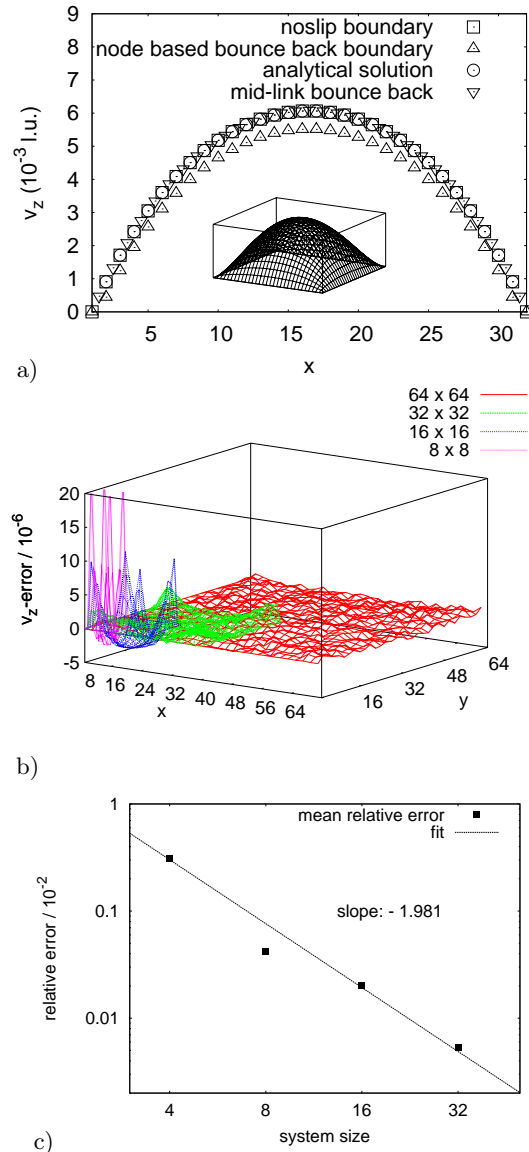 9
8
7
6
5
4
3
2
1
0
v_z (10^-3 l.u.)
noslip boundary
node based bounce back boundary
analytical solution
mid-link bounce back
5
10
15
20
25
30
x
a)
64 x 64
32 x 32
16 x 16
8 x 8
20
15
10
5
0
-5
v_z-error / 10^-6
8
16
24
32
40
48
56
64
x
16
32
48
64
y
b)
1
0.1
0.01
relative error / 10^-2
mean relative error
fit
slope: - 1.981
4
8
16
32
system size
c)